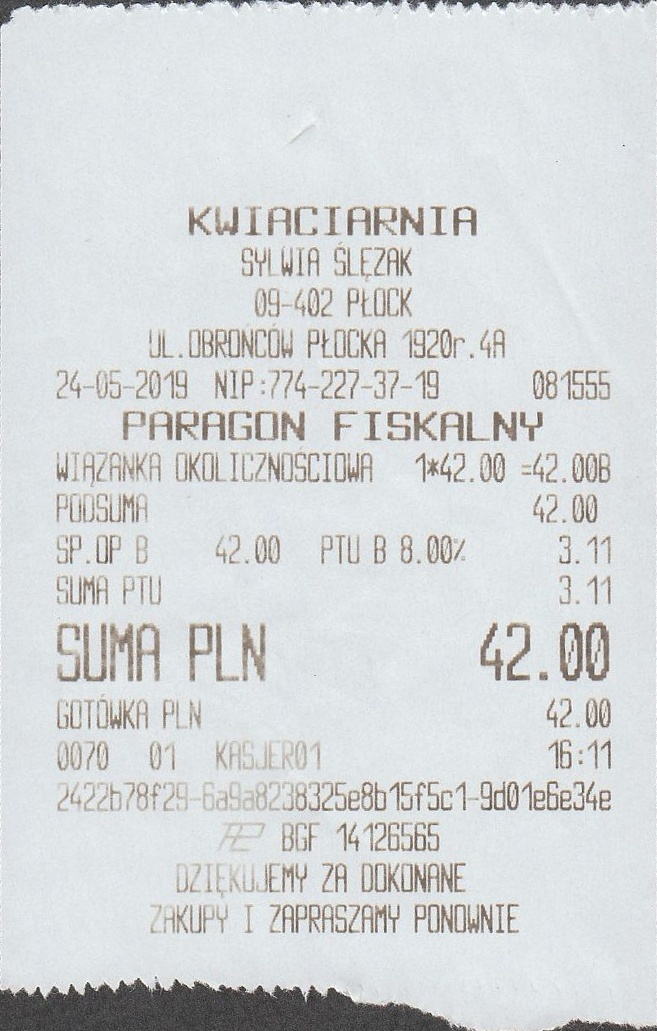 KWIACIARNIA
SYLWIA ŚLĘZAK
09-402 PŁOCK
UL.OBROŃCÓW PŁOCKA 1920r.4A
24-05-2019 NIP:774-227-37-19 081555
PARAGON FISKALNY
WIĄZANKA OKOLICZNOŚCIOWA 1*42.00 =42.00B
PODSUMA 42.00
SP.OP B 42.00 PTU B 8.00% 3.11
SUMA PTU 3.11
SUMA PLN 42.00
GOTÓWKA PLN 42.00
0070 01 KASJER01 16:11
2422b78f29-6a9a8238325e8b15f5c1-9d01e6e34e
BGF 14126565
DZIĘKUJEMY ZA DOKONANE
ZAKUPY I ZAPRASZAMY PONOWNIE